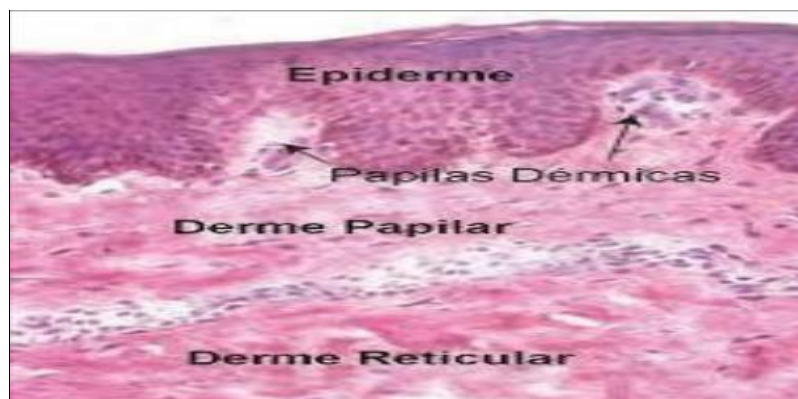 Epiderme
Papilas Dérmicas
Derme Papilar
Derme Reticular